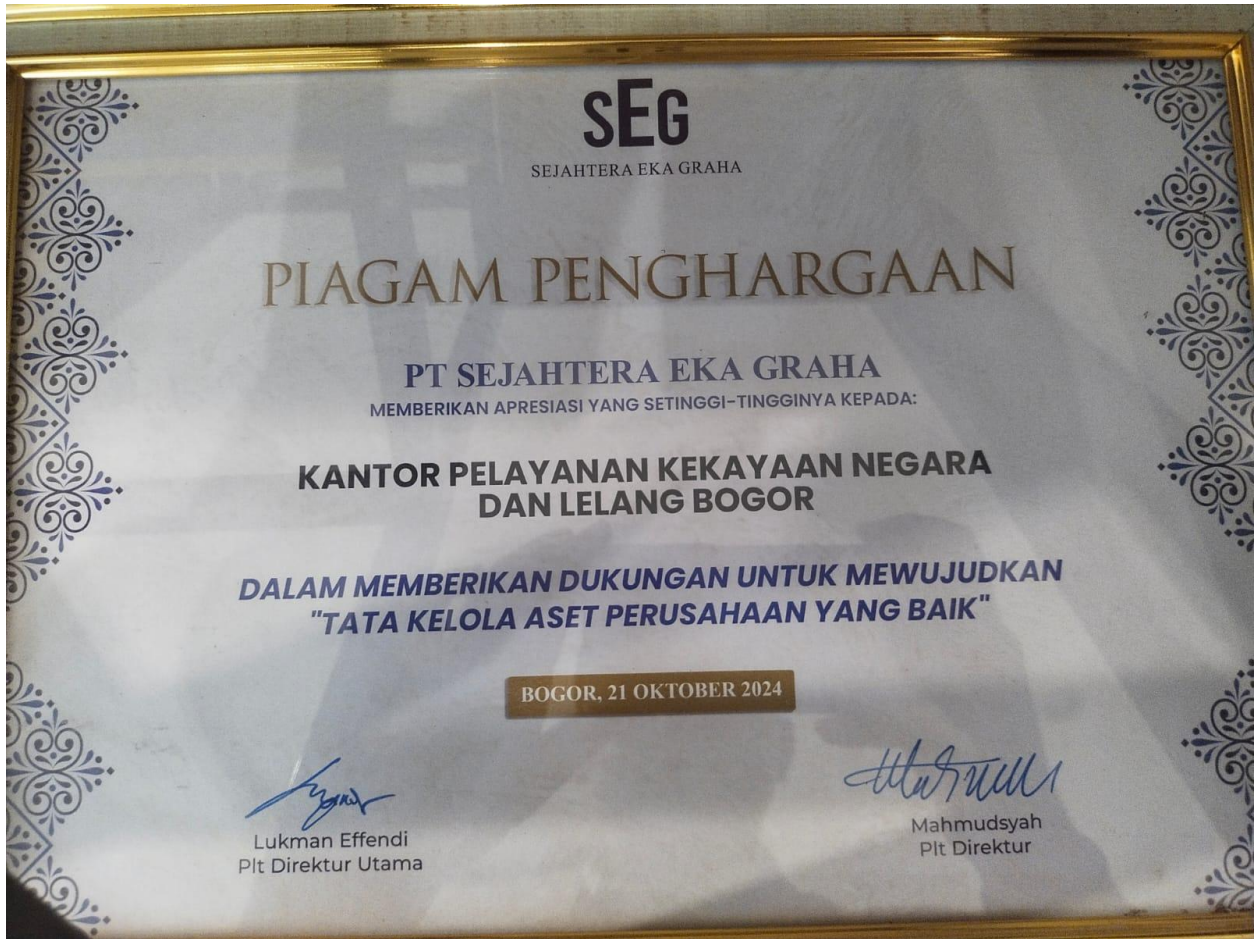 SEG
SEJAHTERA EKA GRAHA
PIAGAM PENGHARGAAN
PT SEJAHTERA EKA GRAHA
MEMBERIKAN APRESIASI YANG SETINGGI-TINGGINYA KEPADA:
KANTOR PELAYANAN KEKAYAAN NEGARA
DAN LELANG BOGOR
DALAM MEMBERIKAN DUKUNGAN UNTUK MEWUJUDKAN
"TATA KELOLA ASET PERUSAHAAN YANG BAIK"
BOGOR, 21 OKTOBER 2024
Lukman Effendi
Plt Direktur Utama
Mahmudsyah
Plt Direktur